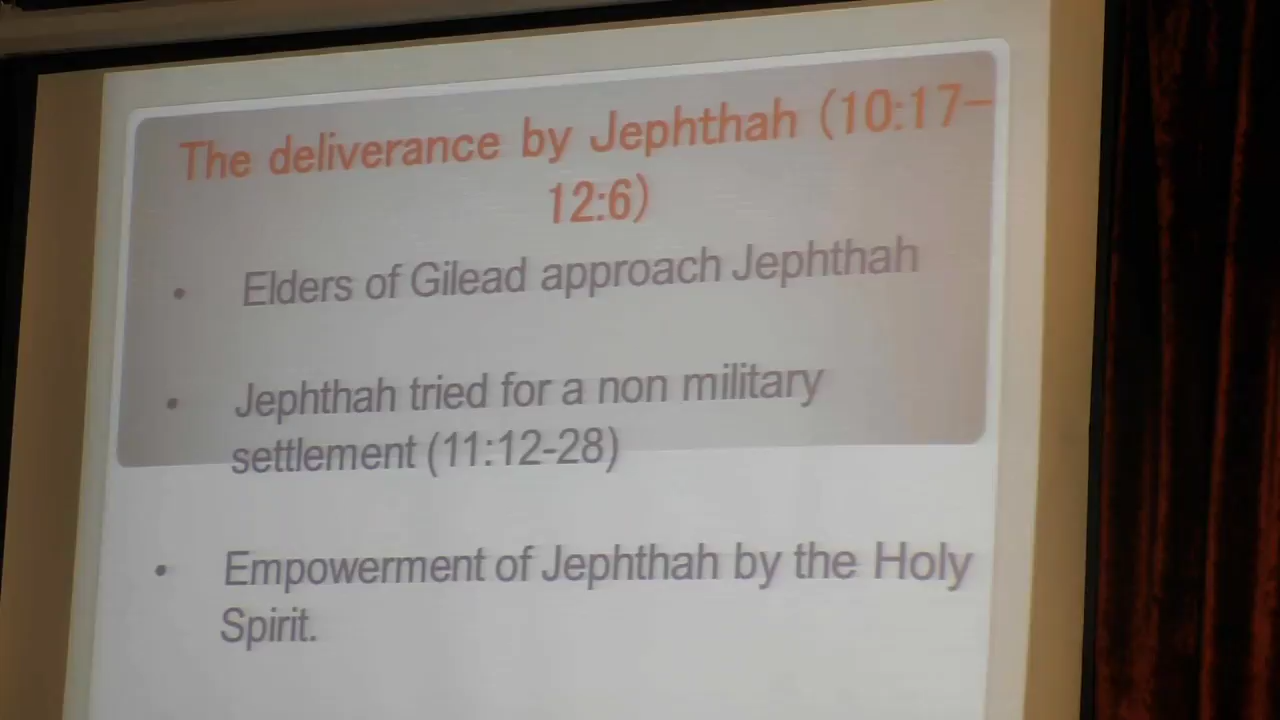 The deliverance by Jephthah (10:17–
12:6)
• Elders of Gilead approach Jephthah
• Jephthah tried for a non military
settlement (11:12-28)
• Empowerment of Jephthah by the Holy
Spirit.